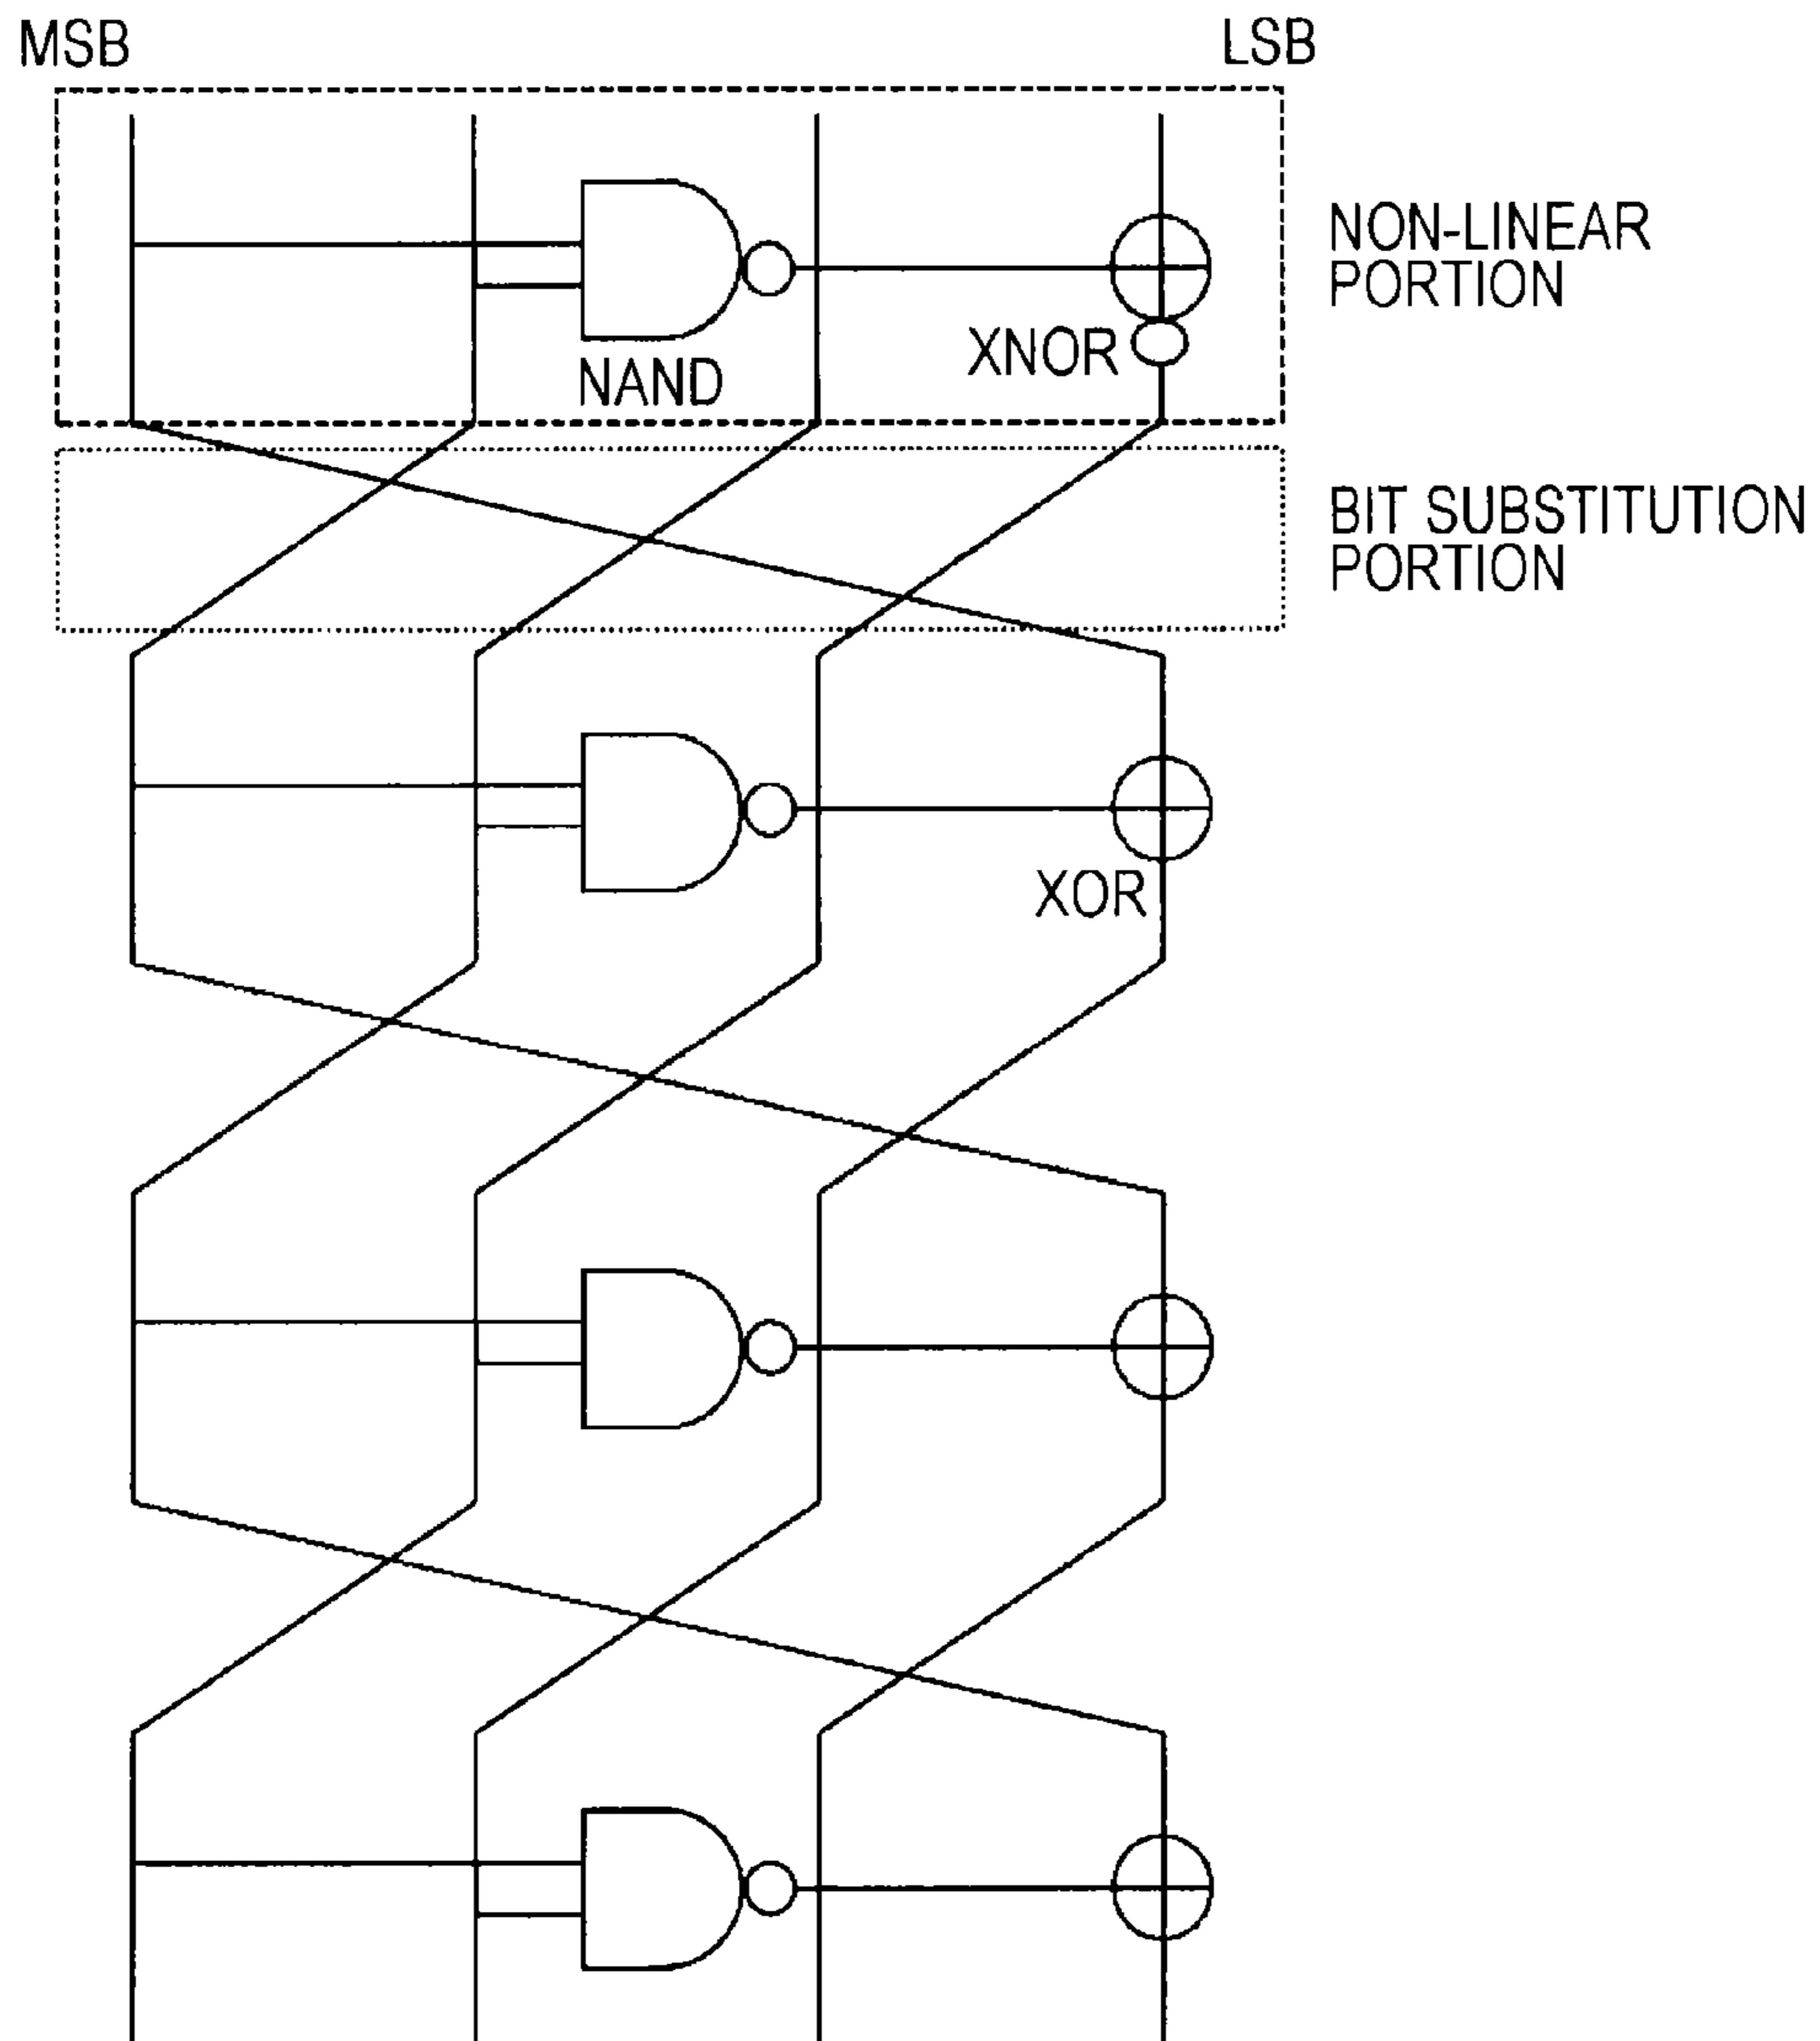 MSB
LSB
NON-LINEAR
PORTION
XNOR
NAND
BIT SUBSTITUTION
PORTION
XOR